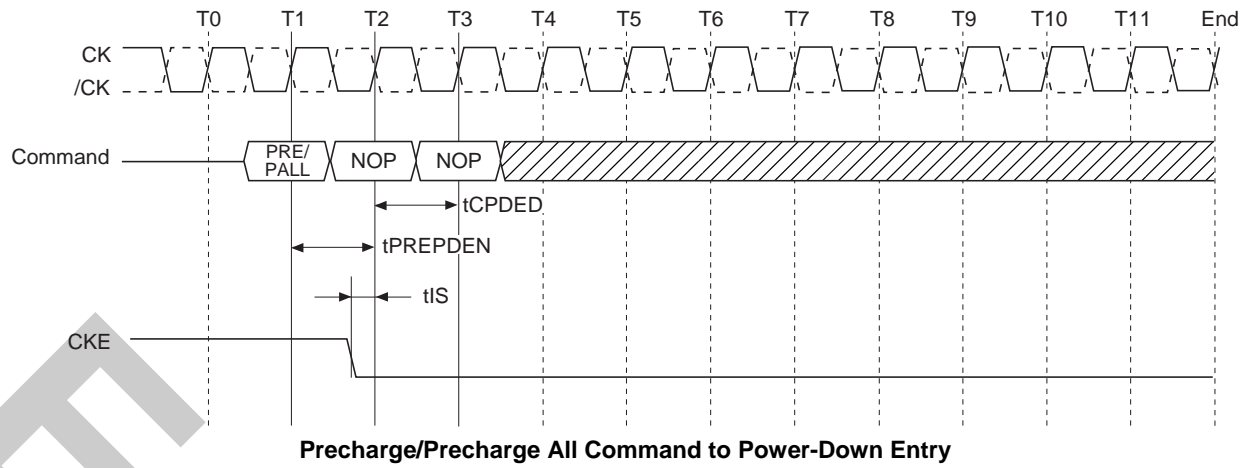 T0 T1 T2 T3 T4 T5 T6 T7 T8 T9 T10 T11 End
CK
/CK
Command PRE/ PALL NOP NOP
tCPDED
tPREPDEN
tIS
CKE
Precharge/Precharge All Command to Power-Down Entry